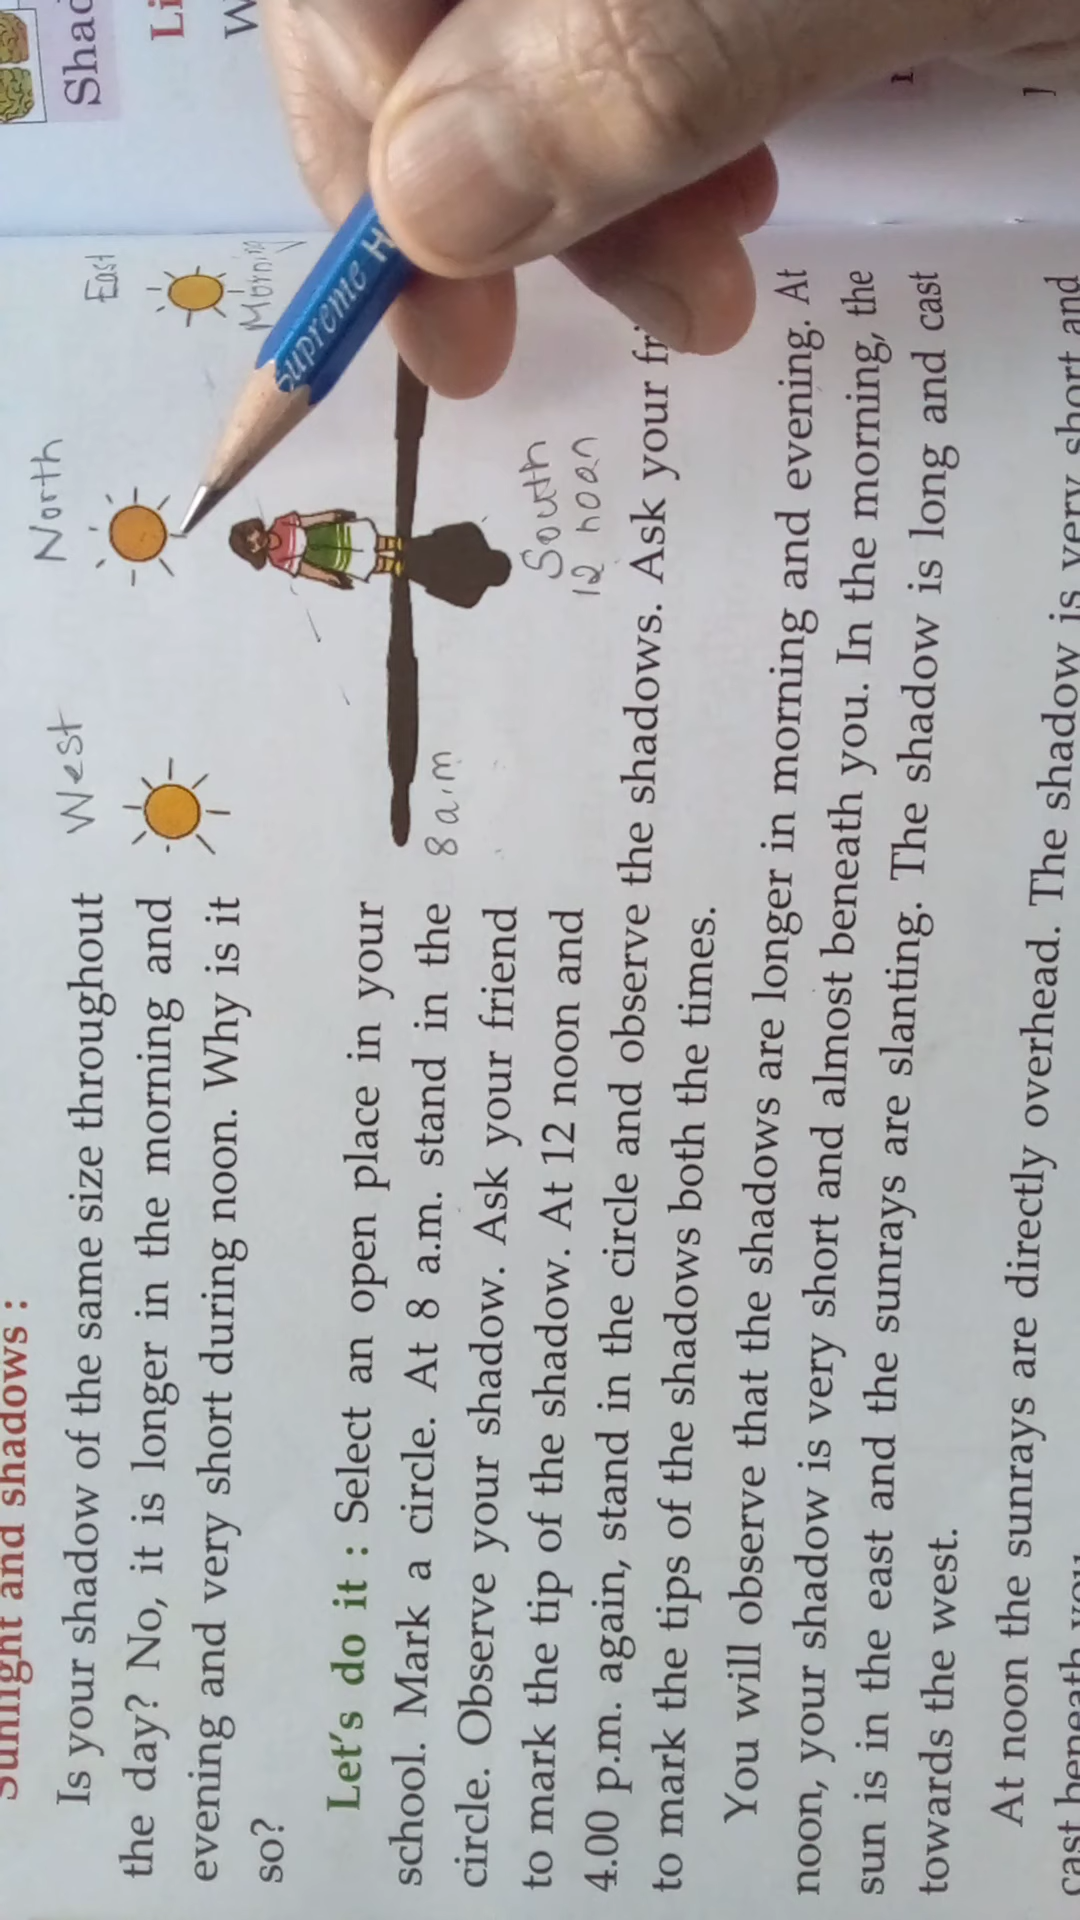 Sunlight and shadows :
Is your shadow of the same size throughout
the day? No, it is longer in the morning and
evening and very short during noon. Why is it
so?
Let's do it : Select an open place in your
school. Mark a circle. At 8 a.m. stand in the
circle. Observe your shadow. Ask your friend
to mark the tip of the shadow. At 12 noon and
4.00 p.m. again, stand in the circle and observe the shadows. Ask your
to mark the tips of the shadows both the times.
You will observe that the shadows are longer in morning and evening. At
noon, your shadow is very short and almost beneath you. In the morning, the
sun is in the east and the sunrays are slanting. The shadow is long and cast
towards the west.
At noon the sunrays are directly overhead. The shadow is very short and
cast beneath you.
West
North
East
Morning
8 a.m
South
12 noon
Supreme